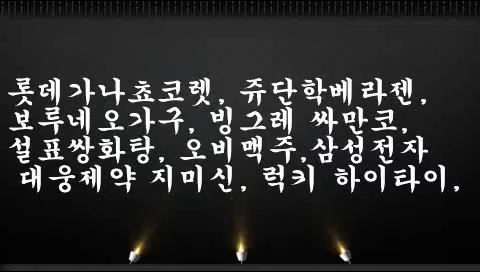 롯데가나쵸코렛, 쥬단학베라젠,
보루네오가구, 빙그레 싸만코,
설표쌍화탕, 오비맥주,삼성전자
대웅제약 지미신, 럭키 하이타이,